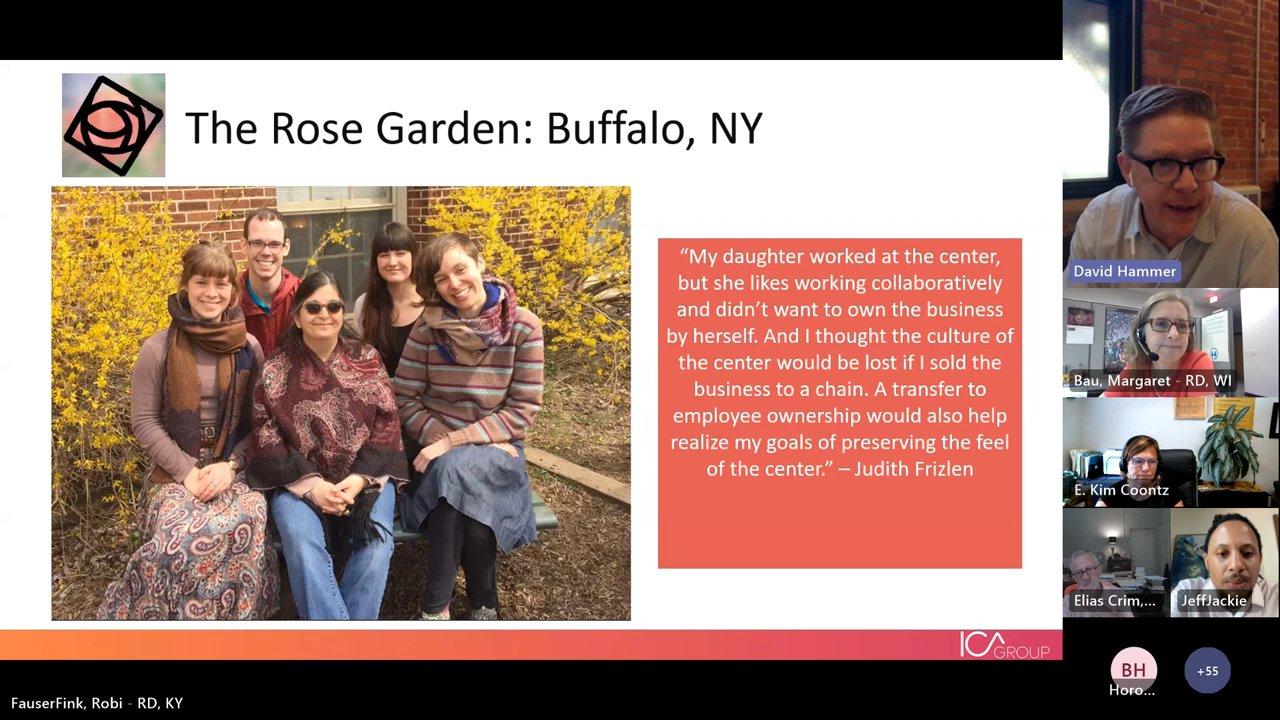 The Rose Garden: Buffalo, NY
“My daughter worked at the center,
but she likes working collaboratively
and didn’t want to own the business
by herself. And I thought the culture of
the center would be lost if I sold the
business to a chain. A transfer to
employee ownership would also help
realize my goals of preserving the feel
of the center.” – Judith Frizlen
ICA
GROUP
David Hammer
Bau, Margaret - RD, WI
E. Kim Coontz
Elias Crim,...
JeffJackie
BH
Horo...
+55
FauserFink, Robi - RD, KY